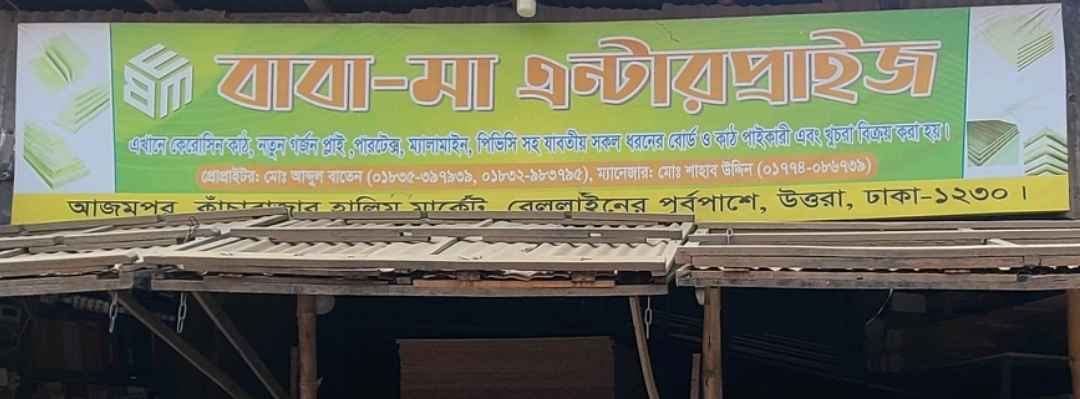 বাবা-মা এন্টারপ্রাইজ
এখানে কেরোসিন কাঠ, নতুন গর্জন প্লাই ,পারটেক্স, ম্যালামাইন, পিভিসি সহ যাবতীয় সকল ধরনের বোর্ড ও কাঠ পাইকারী এবং খুচরা বিক্রয় করা হয়।
প্রোপ্রাইটর: মোঃ আব্দুল বাতেন (০১৮৩৫-৩৯৭৯৩৯, ০১৮৩২-৯৮৩৭৯৫), ম্যানেজার: মোঃ শাহাব উদ্দিন (০১৭৭৪-০৮৬৭৩৯)
আজমপুর কাঁচাবাজার হালিম মার্কেট, রেললাইনের পূর্বপাশে, উত্তরা, ঢাকা-১২৩০।